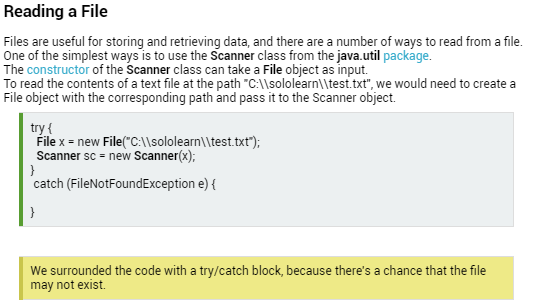 Reading a File
Files are useful for storing and retrieving data, and there are a number of ways to read from a file.
One of the simplest ways is to use the Scanner class from the java.util package.
The constructor of the Scanner class can take a File object as input.
To read the contents of a text file at the path "C:\\sololearn\\test.txt", we would need to create a
File object with the corresponding path and pass it to the Scanner object.
try {
File x = new File("C:\\sololearn\\test.txt");
Scanner sc = new Scanner(x);
}
catch (FileNotFoundException e) {
}
We surrounded the code with a try/catch block, because there's a chance that the file
may not exist.